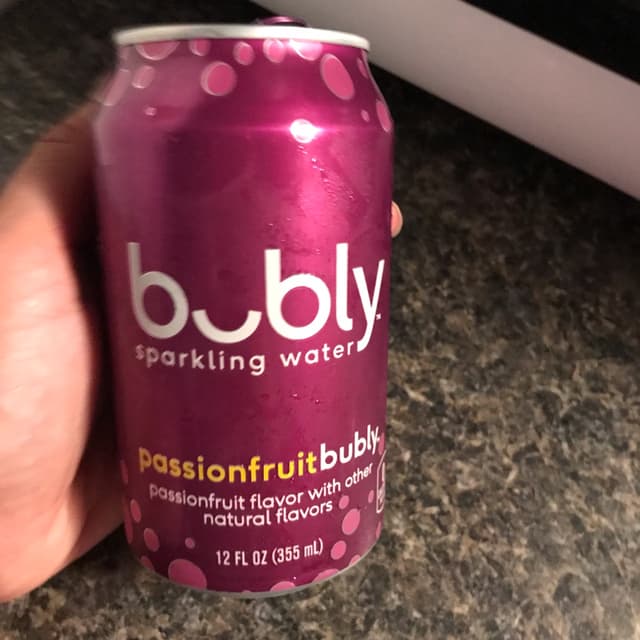 bubly
sparkling water
passionfruitbubly
passionfruit flavor with other
natural flavors
12 FL OZ (355 mL)